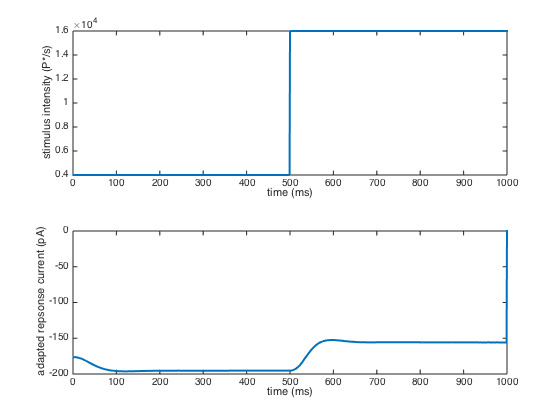 ×10⁴
1.6
1.4
1.2
1
0.8
0.6
0.4
stimulus intensity (P*/s)
0 100 200 300 400 500 600 700 800 900 1000
time (ms)
0
-50
-100
-150
-200
adapted repsonse current (pA)
0 100 200 300 400 500 600 700 800 900 1000
time (ms)